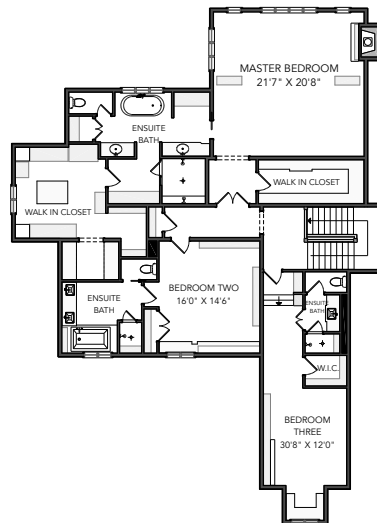 MASTER BEDROOM
21'7" X 20'8"
ENSUITE
BATH
WALK IN CLOSET
WALK IN CLOSET
BEDROOM TWO
16'0" X 14'6"
ENSUITE
BATH
ENSUITE
BATH
W.I.C.
BEDROOM
THREE
30'8" X 12'0"